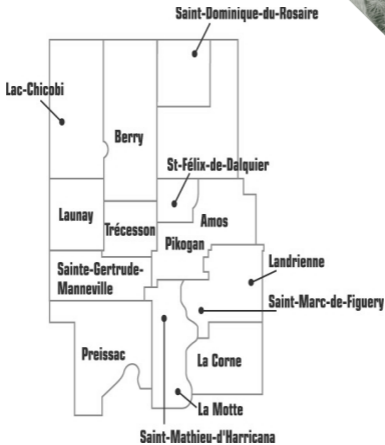 Saint-Dominique-du-Rosaire
Lac-Chicobi
Berry
St-Félix-de-Dalquier
Launay
Trécesson
Amos
Pikogan
Sainte-Gertrude-
Manneville
Landrienne
Saint-Marc-de-Figuery
Preissac
La Corne
La Motte
Saint-Mathieu-d'Harricana